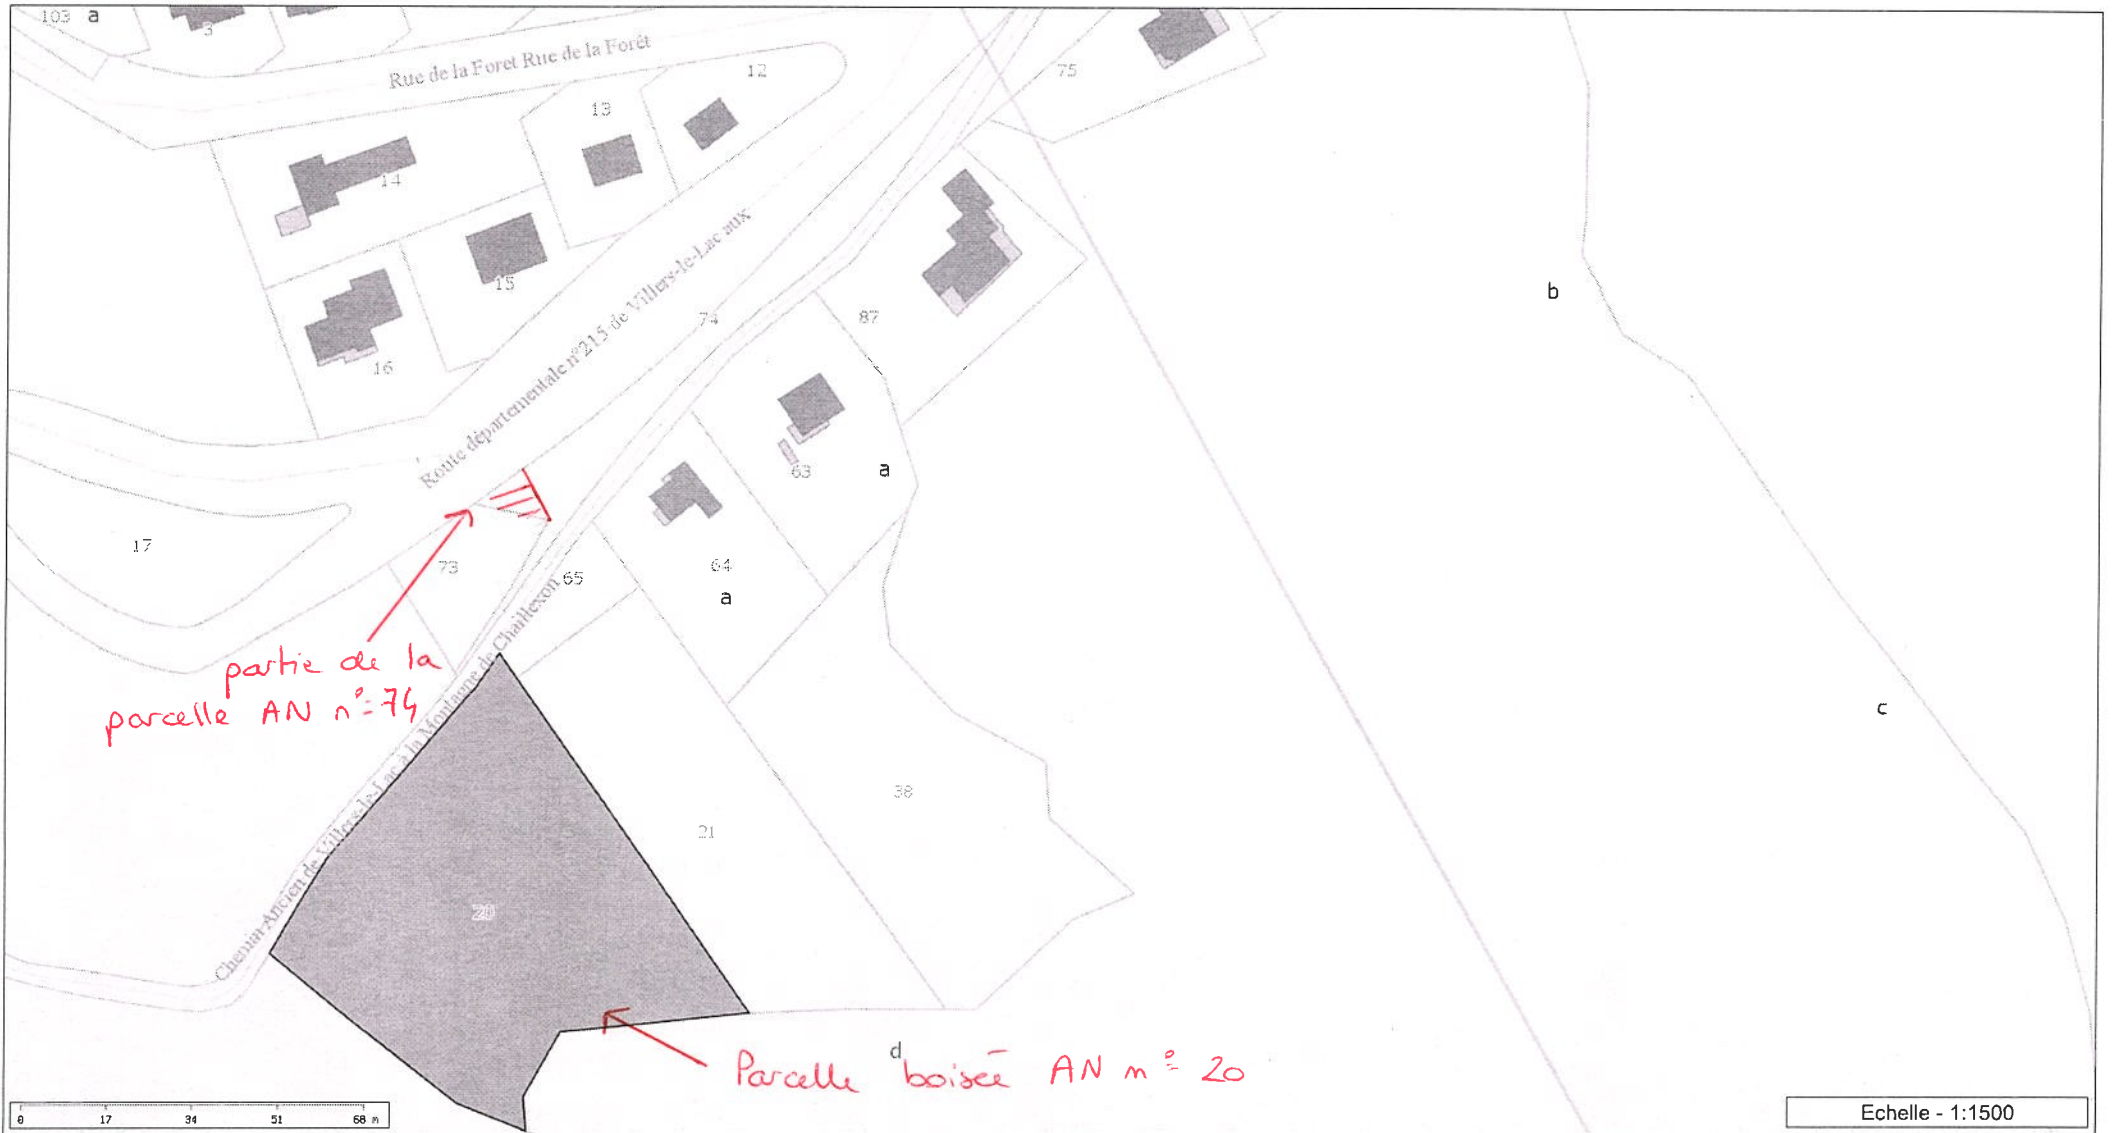 103 a
3
Rue de la Foret Rue de la Forêt
12
75
13
14
15
16
Route départementale n°215 de Villers-le-Lac aux
74
87
b
63
a
17
73
65
64
a
partie de la
parcelle AN n°=74
Chemin Ancien de Villers-le-Lac à la Montagne de Chaillexon
c
38
21
20
d
Parcelle boisée AN n° 20
0 17 34 51 68 m
Echelle - 1:1500